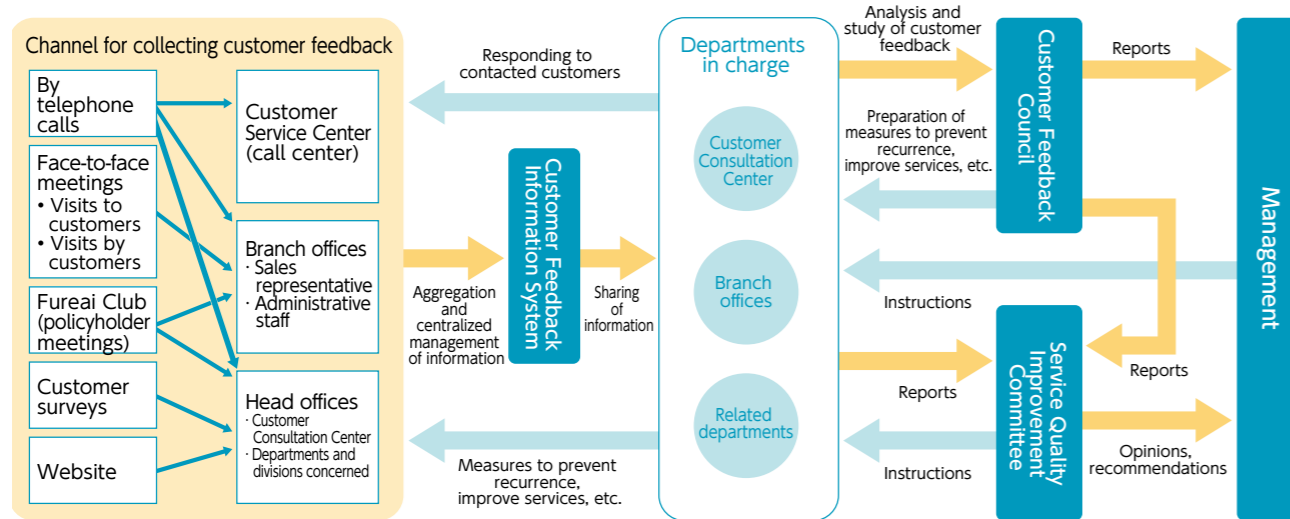 Channel for collecting customer feedback
By
telephone
calls
Face-to-face
meetings
• Visits to
customers
• Visits by
customers
Fureai Club
(policyholder
meetings)
Customer
surveys
Website
Customer
Service Center
(call center)
Branch offices
· Sales
representative
· Administrative
staff
Head offices
· Customer
Consultation Center
· Departments and
divisions concerned
Responding to
contacted customers
Aggregation
and
centralized
management
of information
Customer Feedback
Information System
Sharing
of
information
Measures to prevent
recurrence,
improve services, etc.
Departments
in charge
Customer
Consultation
Center
Branch
offices
Related
departments
Analysis and
study of customer
feedback
Preparation of
measures to prevent
recurrence,
improve services, etc.
Customer Feedback
Council
Reports
Instructions
Reports
Instructions
Service Quality
Improvement
Committee
Reports
Opinions,
recommendations
Management